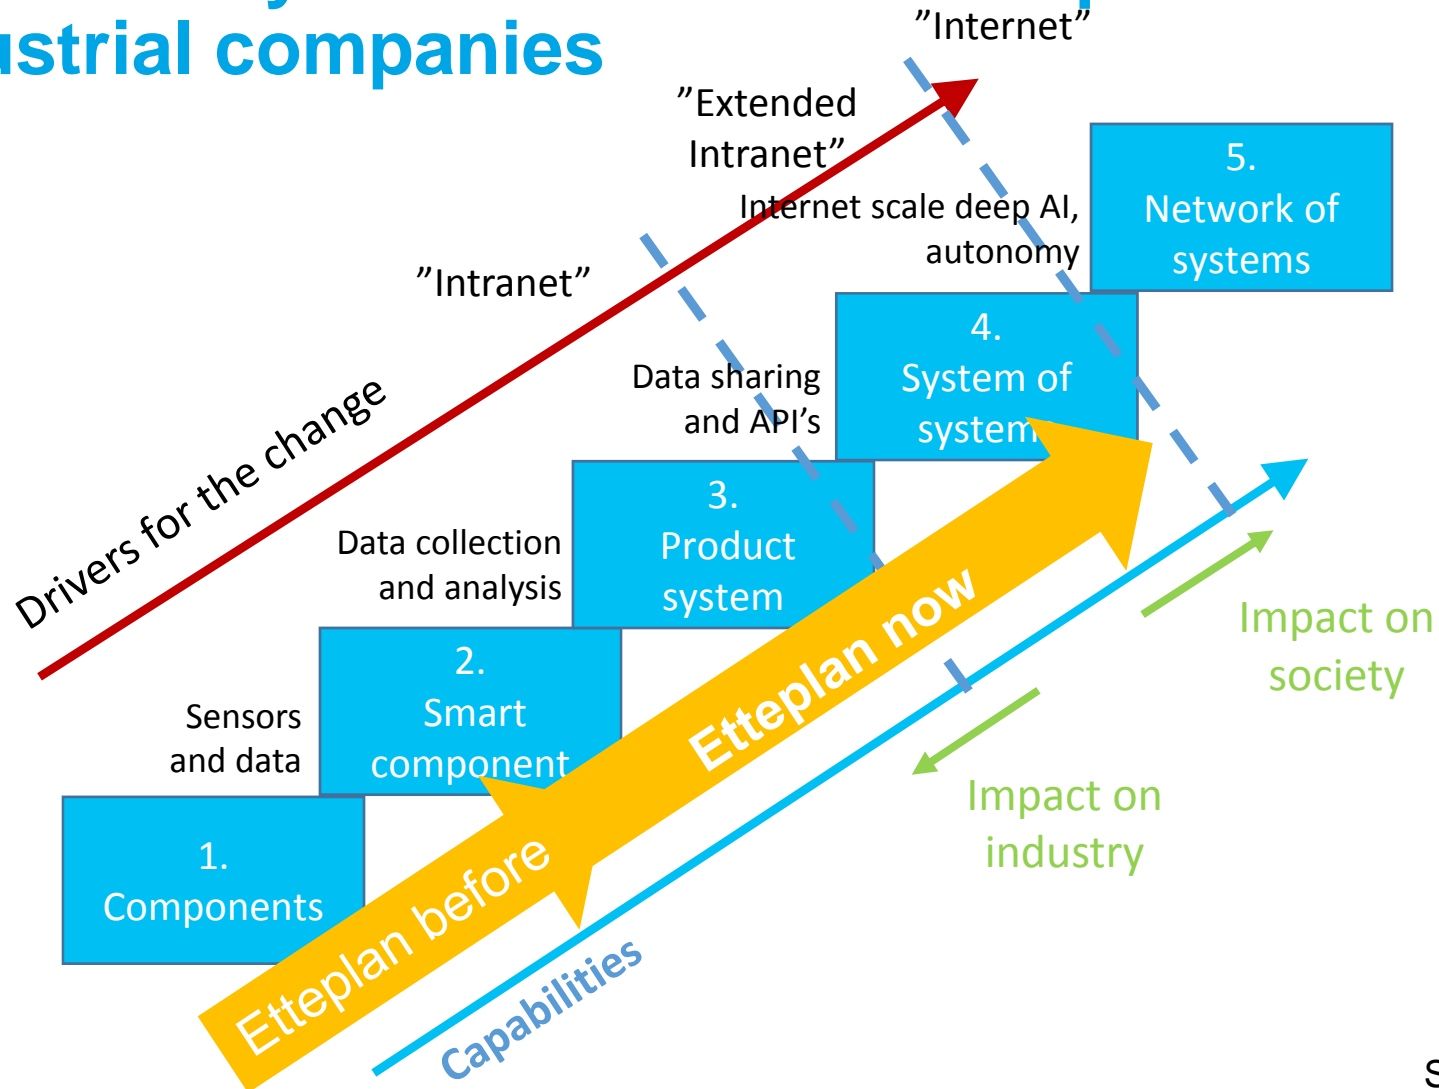 ustrial companies
”Internet”
”Extended
Intranet”
”Intranet”
Drivers for the change
5.
Network of
systems
Internet scale deep AI,
autonomy
4.
System of
systems
Data sharing
and API’s
3.
Product
system
Data collection
and analysis
2.
Smart
component
Sensors
and data
1.
Components
Etteplan before
Etteplan now
Capabilities
Impact on
society
Impact on
industry